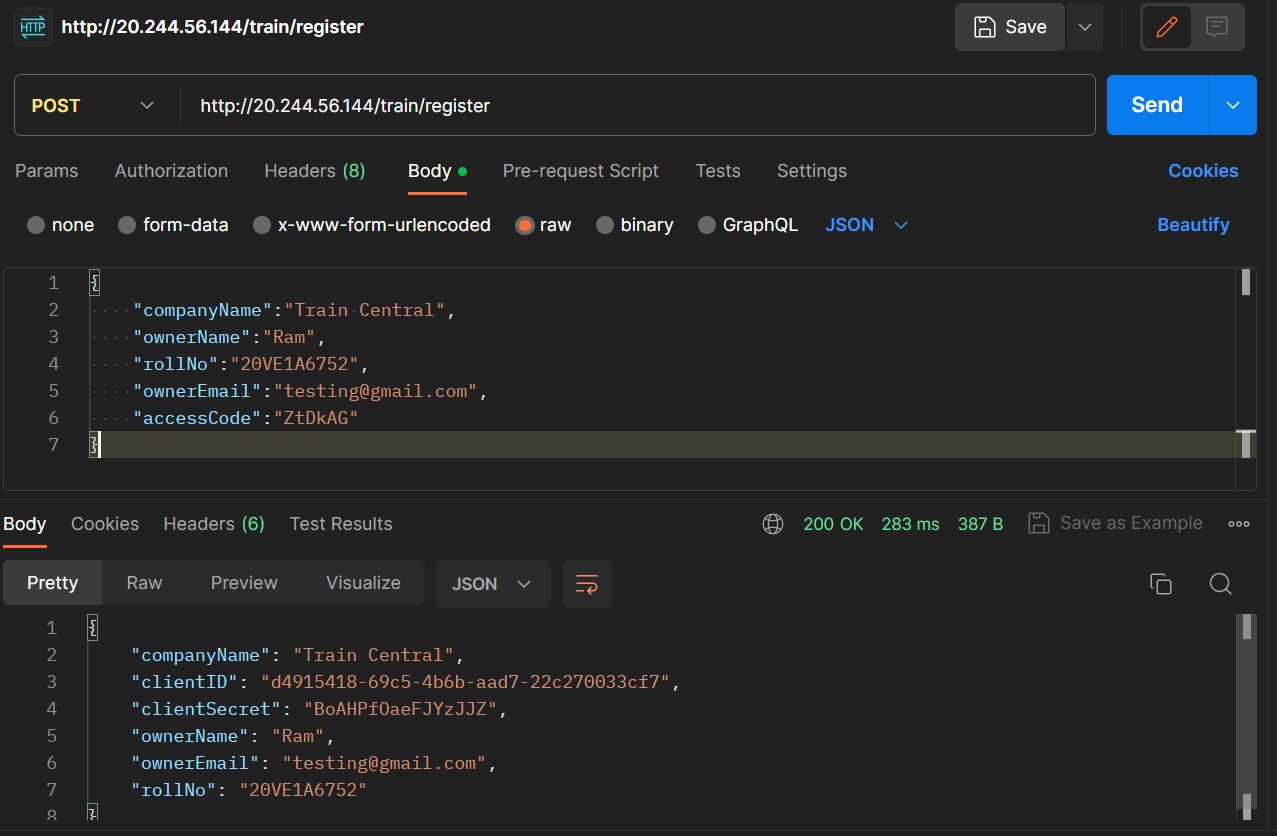 HTTP http://20.244.56.144/train/register Save
POST http://20.244.56.144/train/register Send
Params Authorization Headers (8) Body Pre-request Script Tests Settings Cookies
none form-data x-www-form-urlencoded raw binary GraphQL JSON Beautify
1 {
2 "companyName":"Train Central",
3 "ownerName":"Ram",
4 "rollNo":"20VE1A6752",
5 "ownerEmail":"testing@gmail.com",
6 "accessCode":"ZtDkAG"
7 }
Body Cookies Headers (6) Test Results 200 OK 283 ms 387 B Save as Example
Pretty Raw Preview Visualize JSON
1 {
2 "companyName": "Train Central",
3 "clientID": "d4915418-69c5-4b6b-aad7-22c270033cf7",
4 "clientSecret": "BoAHPfOaeFJYzJJZ",
5 "ownerName": "Ram",
6 "ownerEmail": "testing@gmail.com",
7 "rollNo": "20VE1A6752"
8 }